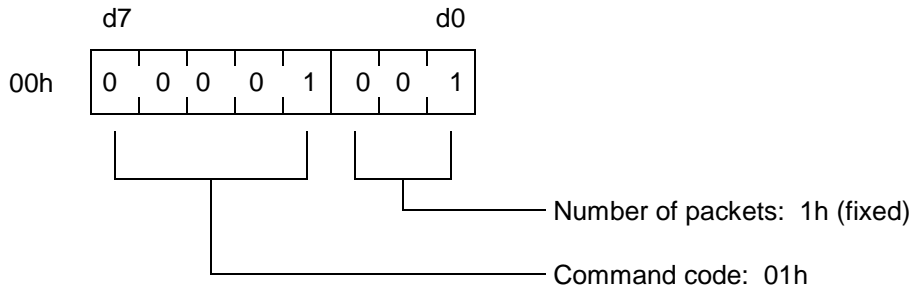 d7 d0
00h 0 0 0 0 1 0 0 1
Number of packets: 1h (fixed)
Command code: 01h